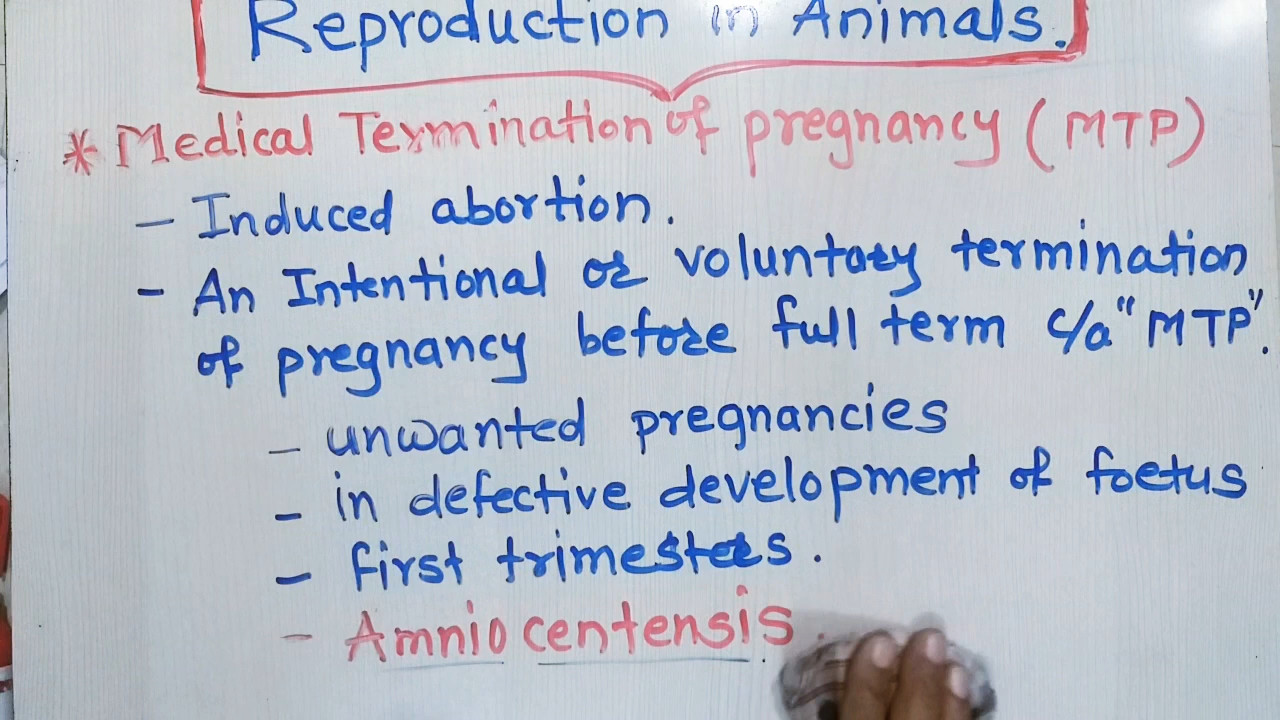 Reproduction in Animals.
* Medical Termination of pregnancy (MTP)
- Induced abortion.
- An Intentional or voluntary termination
of pregnancy before full term c/a "MTP".
- unwanted pregnancies
- in defective development of foetus
- first trimesters.
- Amniocentensis.